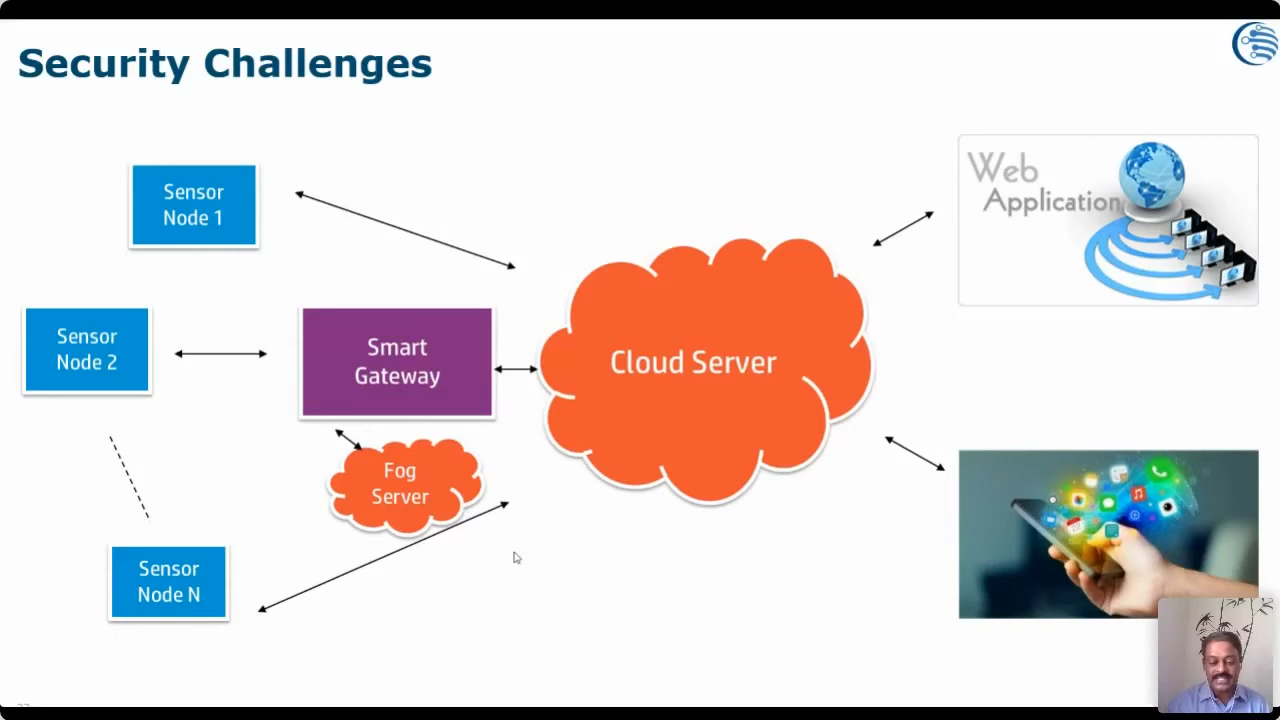 Security Challenges
Sensor
Node 1
Web
Application
Sensor
Node 2
Smart
Gateway
Cloud Server
Fog
Server
Sensor
Node N